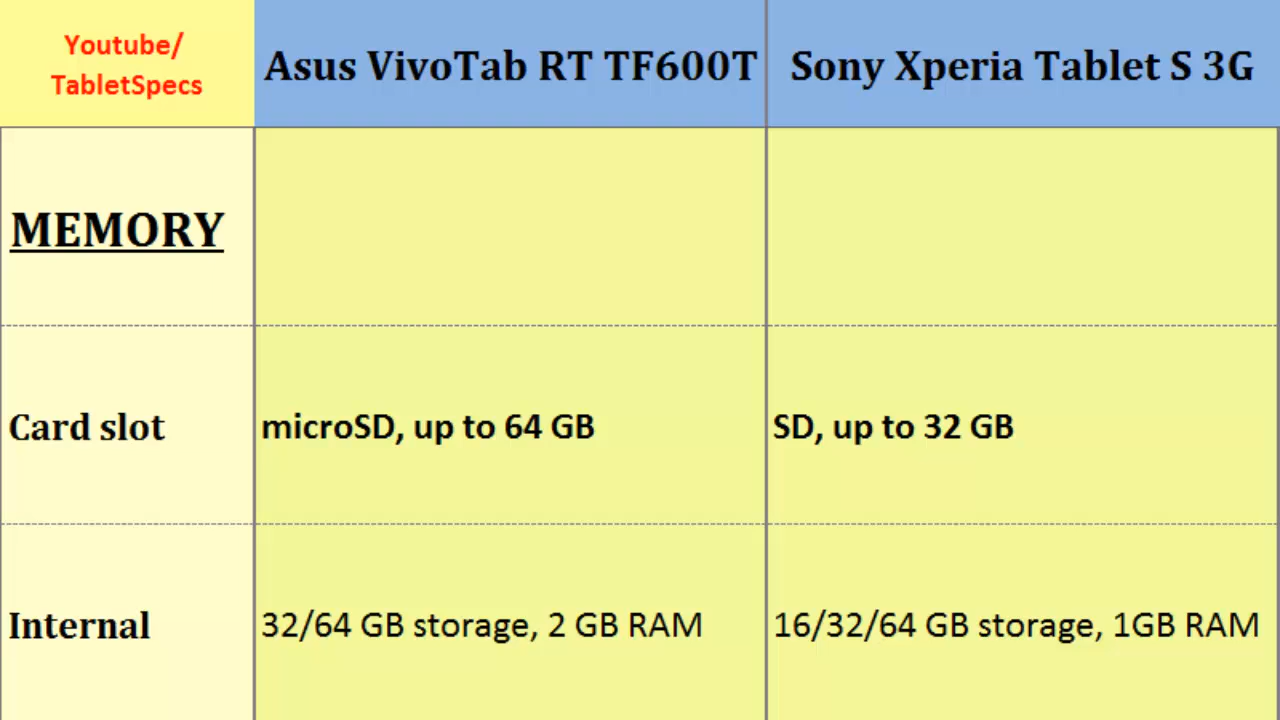 Youtube/
TabletSpecs
Asus VivoTab RT TF600T
Sony Xperia Tablet S 3G
MEMORY
Card slot
microSD, up to 64 GB
SD, up to 32 GB
Internal
32/64 GB storage, 2 GB RAM
16/32/64 GB storage, 1GB RAM